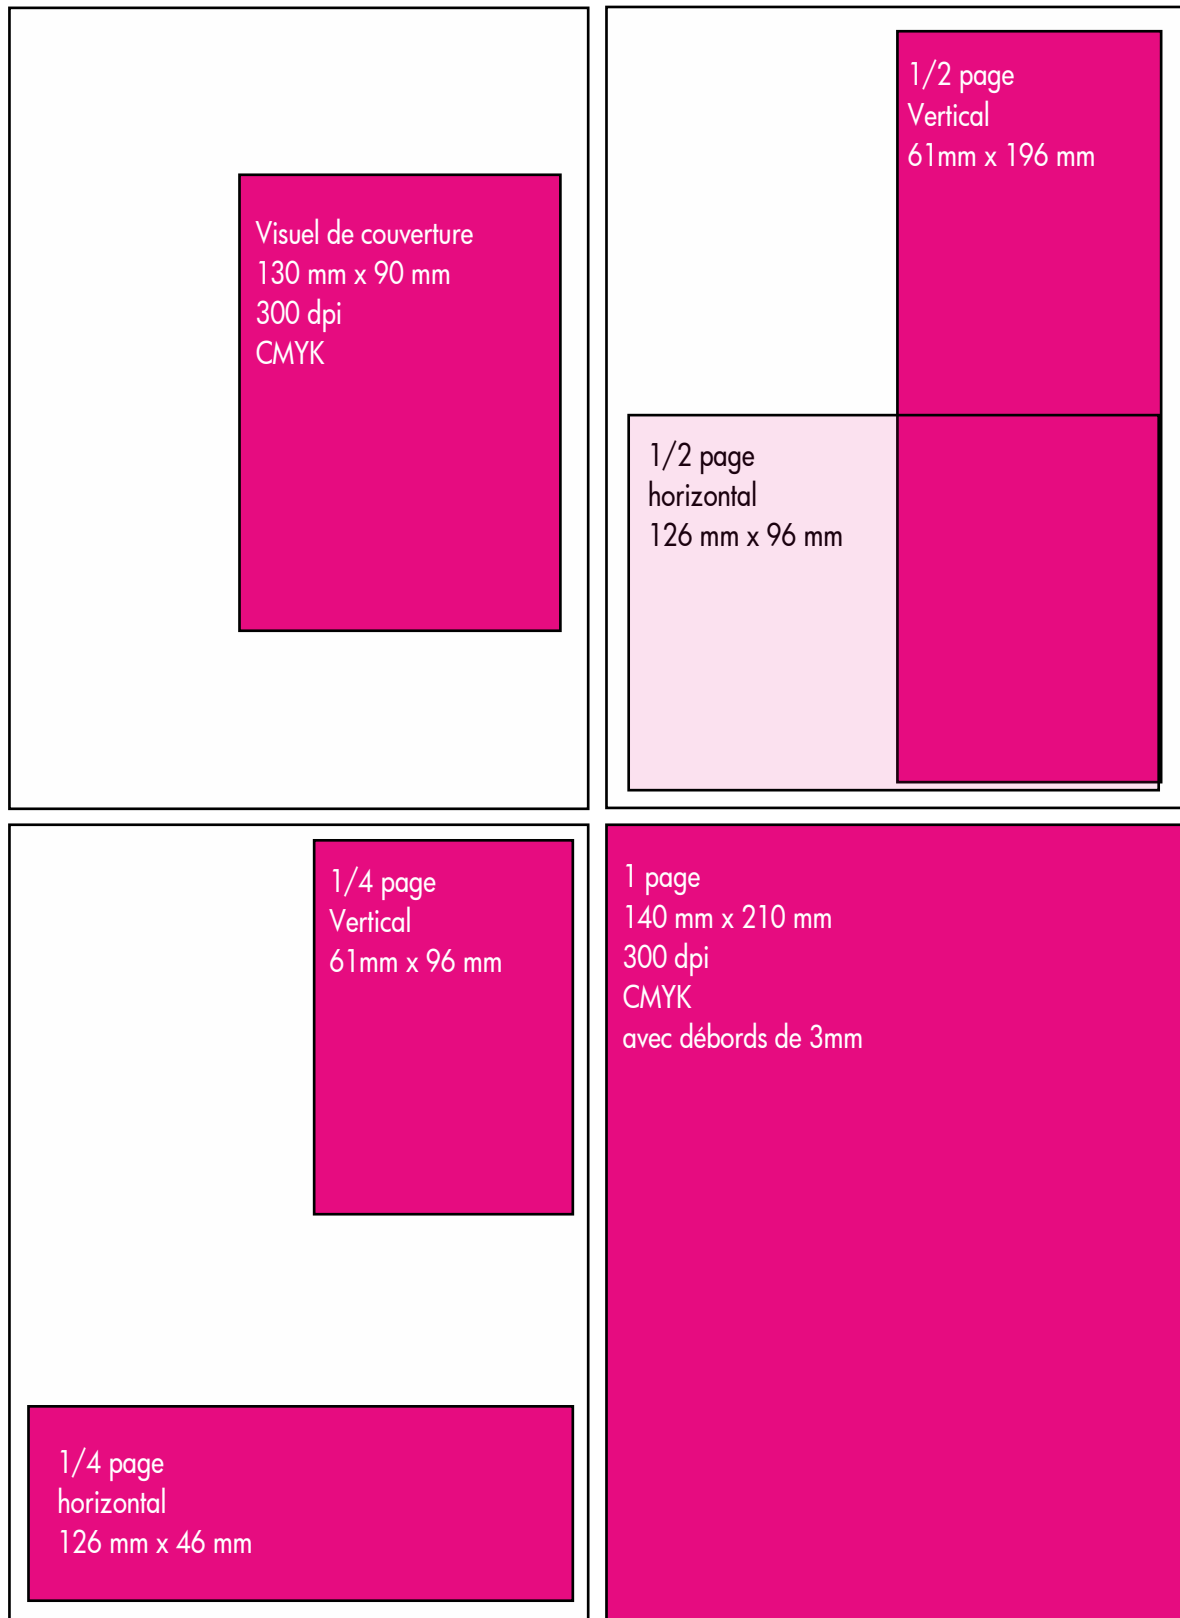 Visuel de couverture
130 mm x 90 mm
300 dpi
CMYK
1/2 page
Vertical
61mm x 196 mm
1/2 page
horizontal
126 mm x 96 mm
1/4 page
Vertical
61mm x 96 mm
1/4 page
horizontal
126 mm x 46 mm
1 page
140 mm x 210 mm
300 dpi
CMYK
avec débords de 3mm